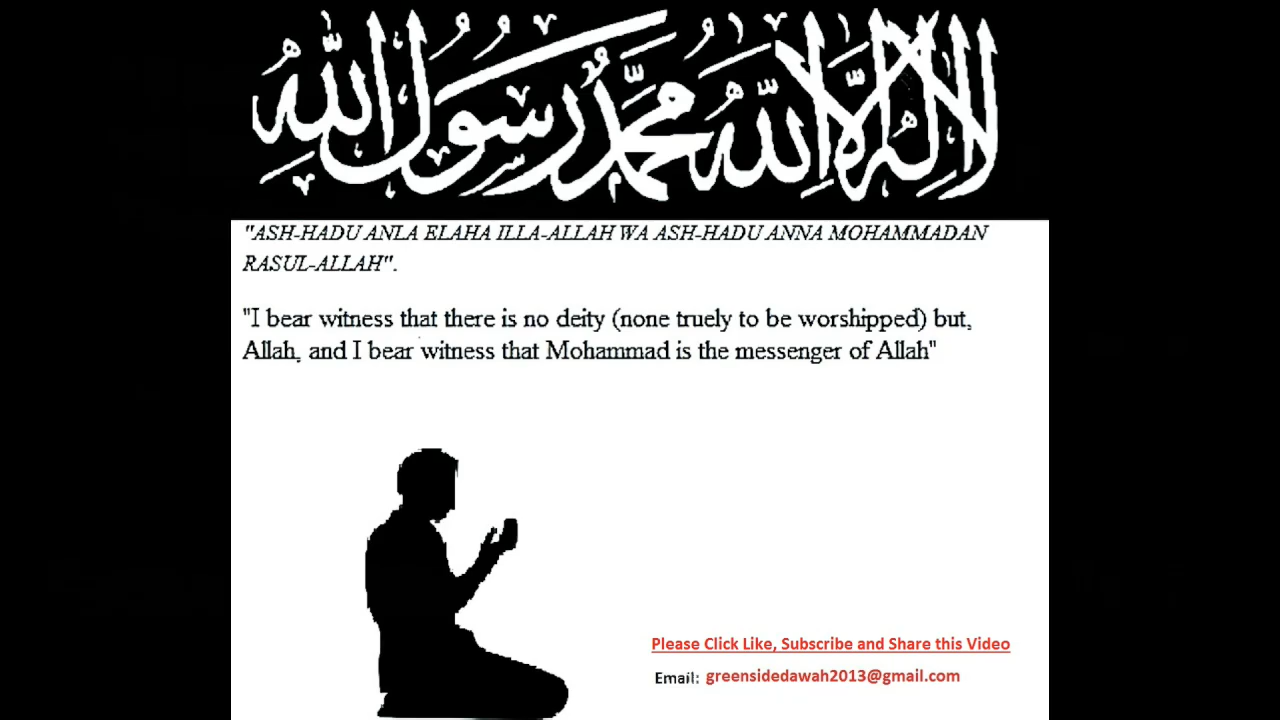 لا إله إلا الله محمد رسول الله
"ASH-HADU ANLA ELAHA ILLA-ALLAH WA ASH-HADU ANNA MOHAMMADAN
RASUL-ALLAH".
"I bear witness that there is no deity (none truely to be worshipped) but,
Allah, and I bear witness that Mohammad is the messenger of Allah"
Please Click Like, Subscribe and Share this Video
Email: greensidedawah2013@gmail.com